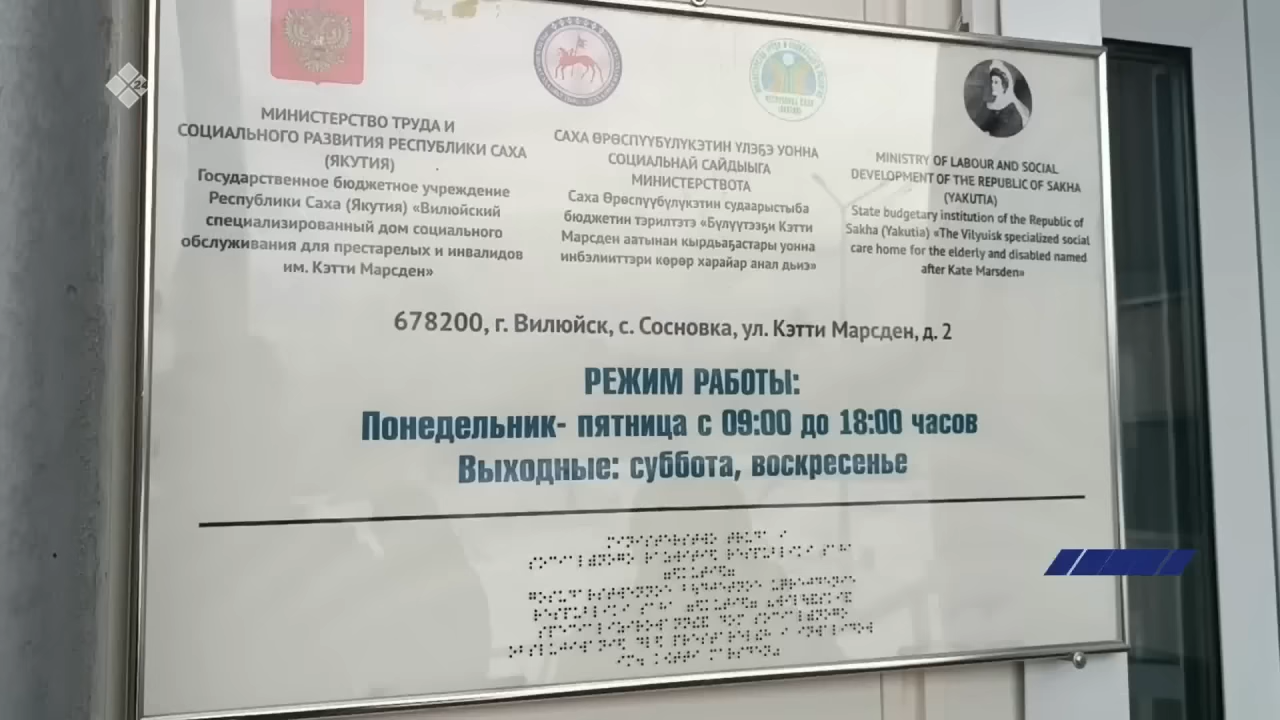 МИНИСТЕРСТВО ТРУДА И
СОЦИАЛЬНОГО РАЗВИТИЯ РЕСПУБЛИКИ САХА
(ЯКУТИЯ)
Государственное бюджетное учреждение
Республики Саха (Якутия) «Вилюйский
специализированный дом социального
обслуживания для престарелых и инвалидов
им. Кэтти Марсден»
САХА ӨРӨСПҮҮБҮЛҮКЭТИН ҮЛЭҔЭ УОННА
СОЦИАЛЬНАЙ САЙДЫЫГА
МИНИСТЕРСТВОТА
Саха Өрөспүүбүлүкэтин судаарыстыба
бюджетин тэрилтэтэ «Бүлүүтээҕи Кэтти
Марсден аатынан кырдьаҕастары уонна
инбэлииттэри көрөр харайар анал дьиэ»
MINISTRY OF LABOUR AND SOCIAL
DEVELOPMENT OF THE REPUBLIC OF SAKHA
(YAKUTIA)
State budgetary institution of the Republic of
Sakha (Yakutia) «The Vilyuisk specialized social
care home for the elderly and disabled named
after Kate Marsden»
678200, г. Вилюйск, с. Сосновка, ул. Кэтти Марсден, д. 2
РЕЖИМ РАБОТЫ:
Понедельник- пятница с 09:00 до 18:00 часов
Выходные: суббота, воскресенье